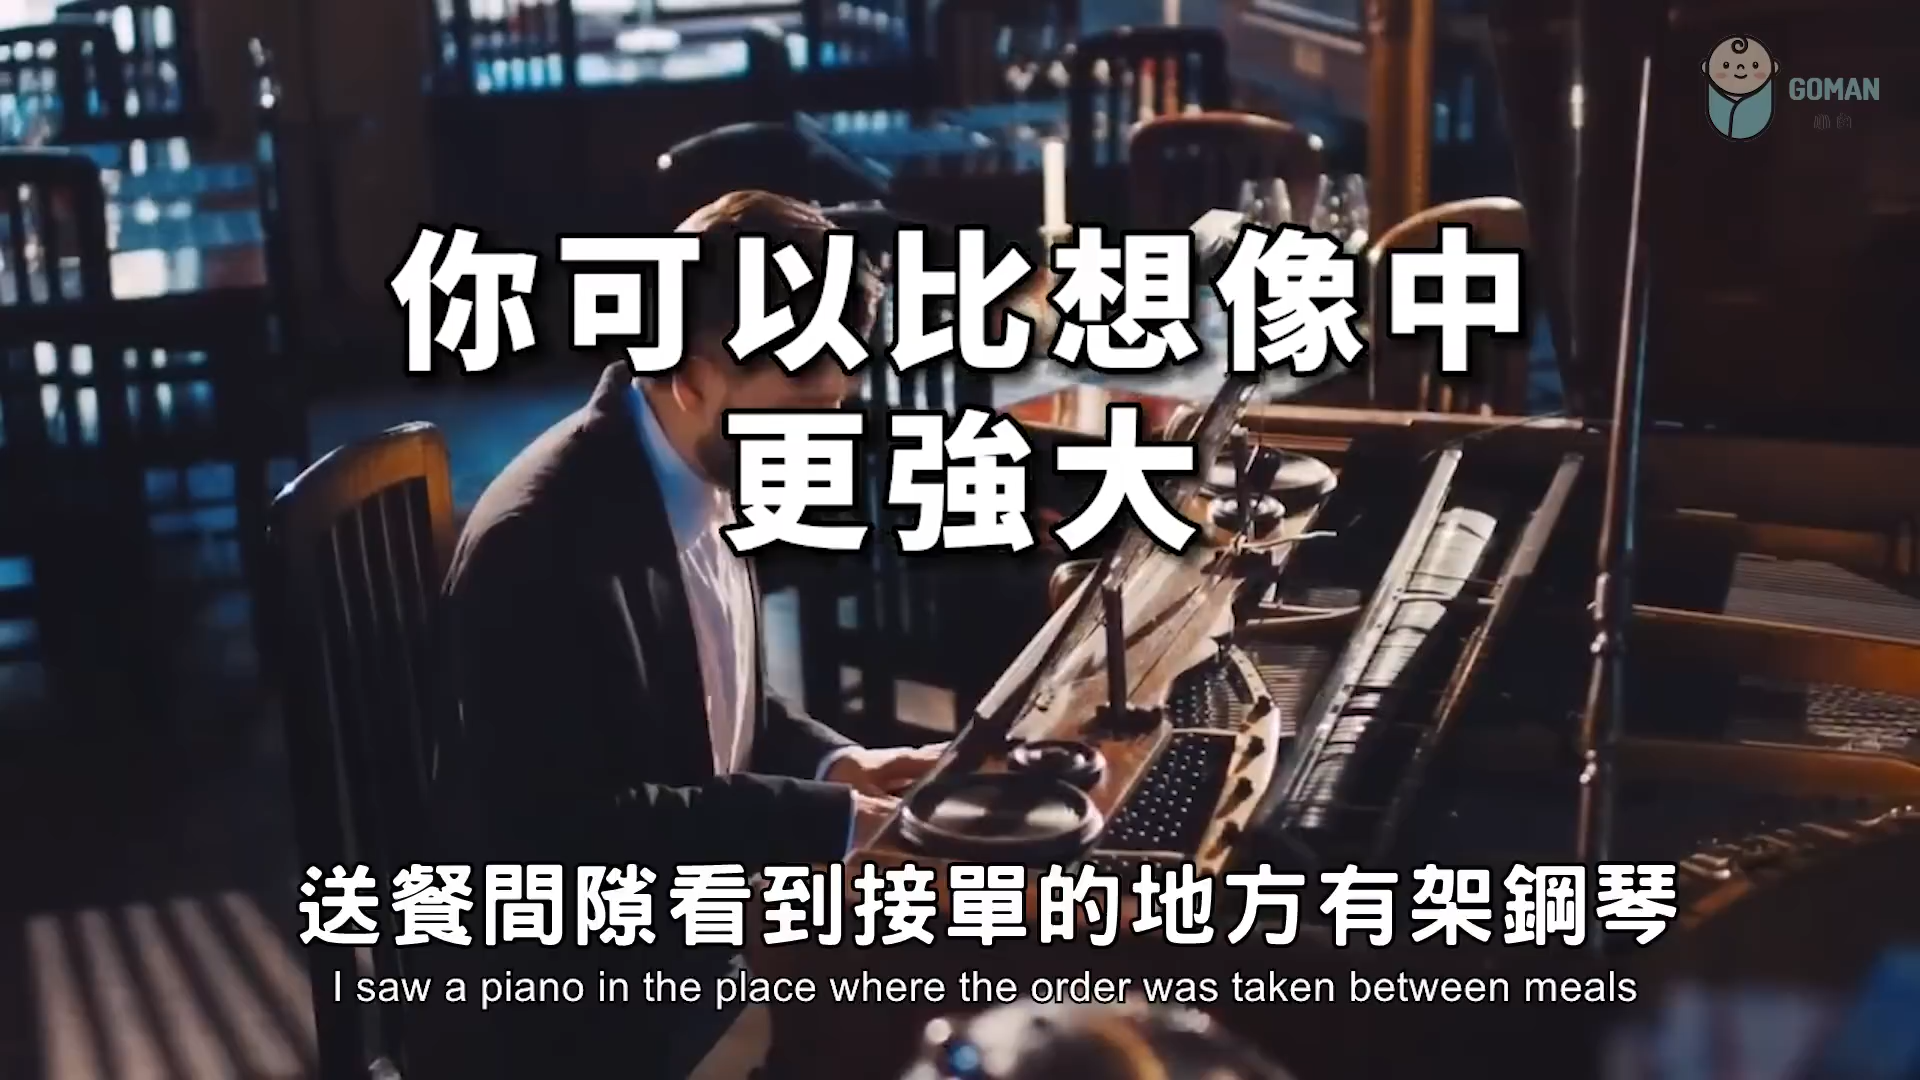 GOMAN
你可以比想像中
更強大
送餐間隙看到接單的地方有架鋼琴
I saw a piano in the place where the order was taken between meals